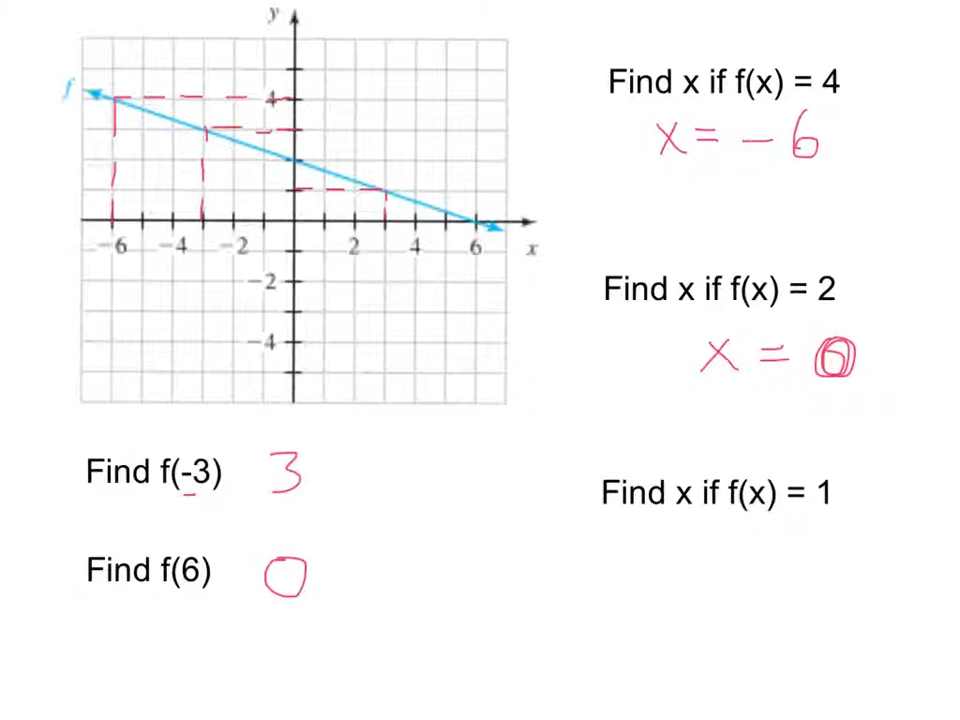 y
f
4
-6 -4 -2 2 4 6 x
-2
-4
Find x if f(x) = 4
x = -6
Find x if f(x) = 2
x =
Find f(-3) 3
Find x if f(x) = 1
Find f(6) 0